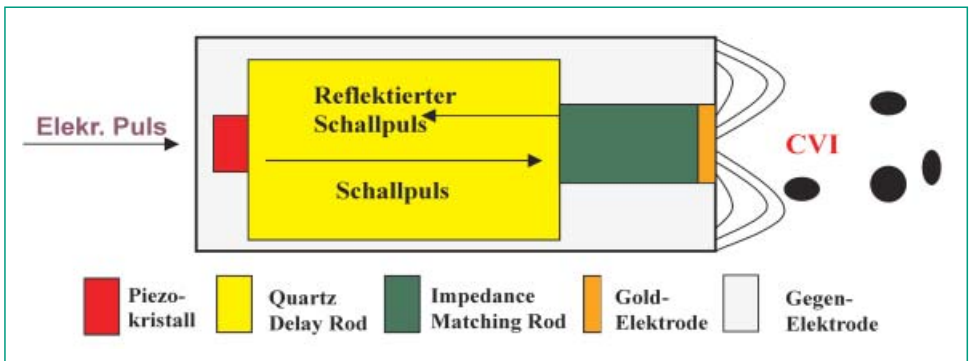 Elekr. Puls
Reflektierter
Schallpuls
Schallpuls
CVI
Piezo-
kristall
Quartz
Delay Rod
Impedance
Matching Rod
Gold-
Elektrode
Gegen-
Elektrode